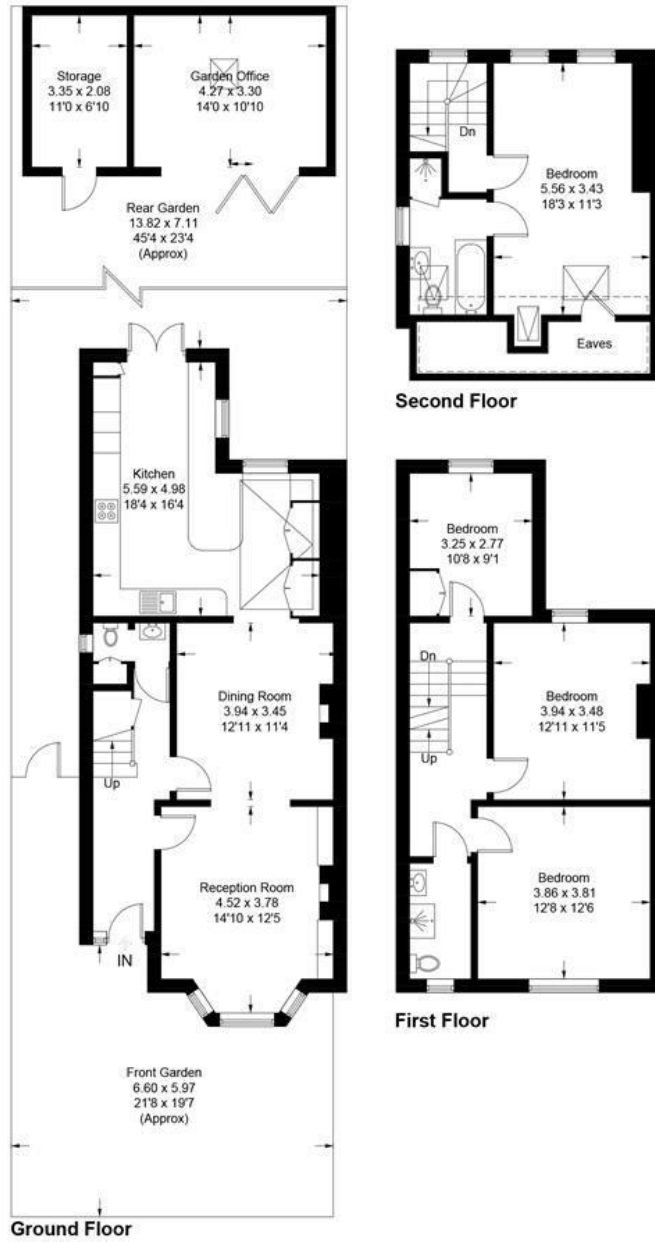 Storage
3.35 x 2.08
11'0 x 6'10
Garden Office
4.27 x 3.30
14'0 x 10'10
Rear Garden
13.82 x 7.11
45'4 x 23'4
(Approx)
Kitchen
5.59 x 4.98
18'4 x 16'4
Dining Room
3.94 x 3.45
12'11 x 11'4
Up
Reception Room
4.52 x 3.78
14'10 x 12'5
IN
Front Garden
6.60 x 5.97
21'8 x 19'7
(Approx)
Ground Floor
Dn
Bedroom
5.56 x 3.43
18'3 x 11'3
Eaves
Second Floor
Bedroom
3.25 x 2.77
10'8 x 9'1
Dn
Up
Bedroom
3.94 x 3.48
12'11 x 11'5
Bedroom
3.86 x 3.81
12'8 x 12'6
First Floor